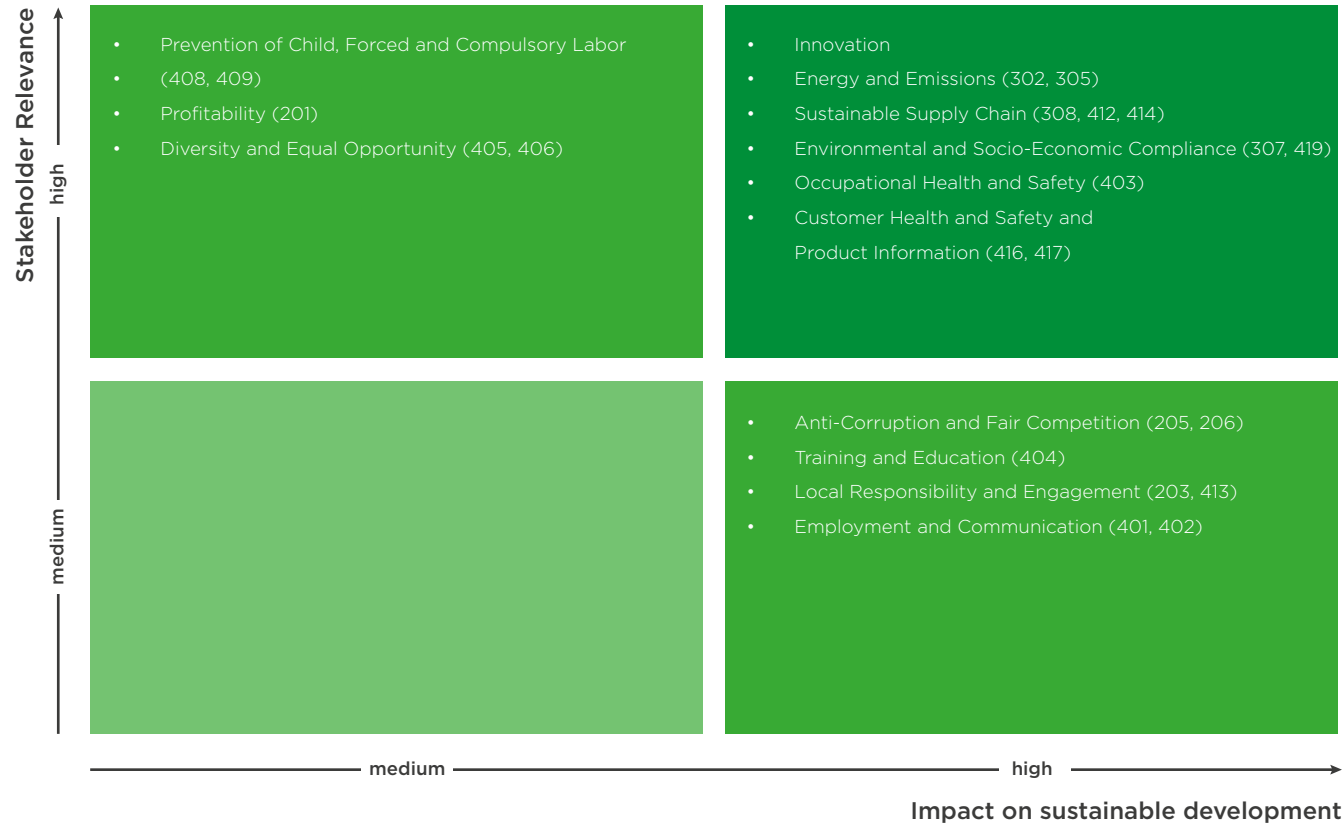 Stakeholder Relevance
high
medium
• Prevention of Child, Forced and Compulsory Labor
• (408, 409)
• Profitability (201)
• Diversity and Equal Opportunity (405, 406)
• Innovation
• Energy and Emissions (302, 305)
• Sustainable Supply Chain (308, 412, 414)
• Environmental and Socio-Economic Compliance (307, 419)
• Occupational Health and Safety (403)
• Customer Health and Safety and
Product Information (416, 417)
• Anti-Corruption and Fair Competition (205, 206)
• Training and Education (404)
• Local Responsibility and Engagement (203, 413)
• Employment and Communication (401, 402)
medium
high
Impact on sustainable development